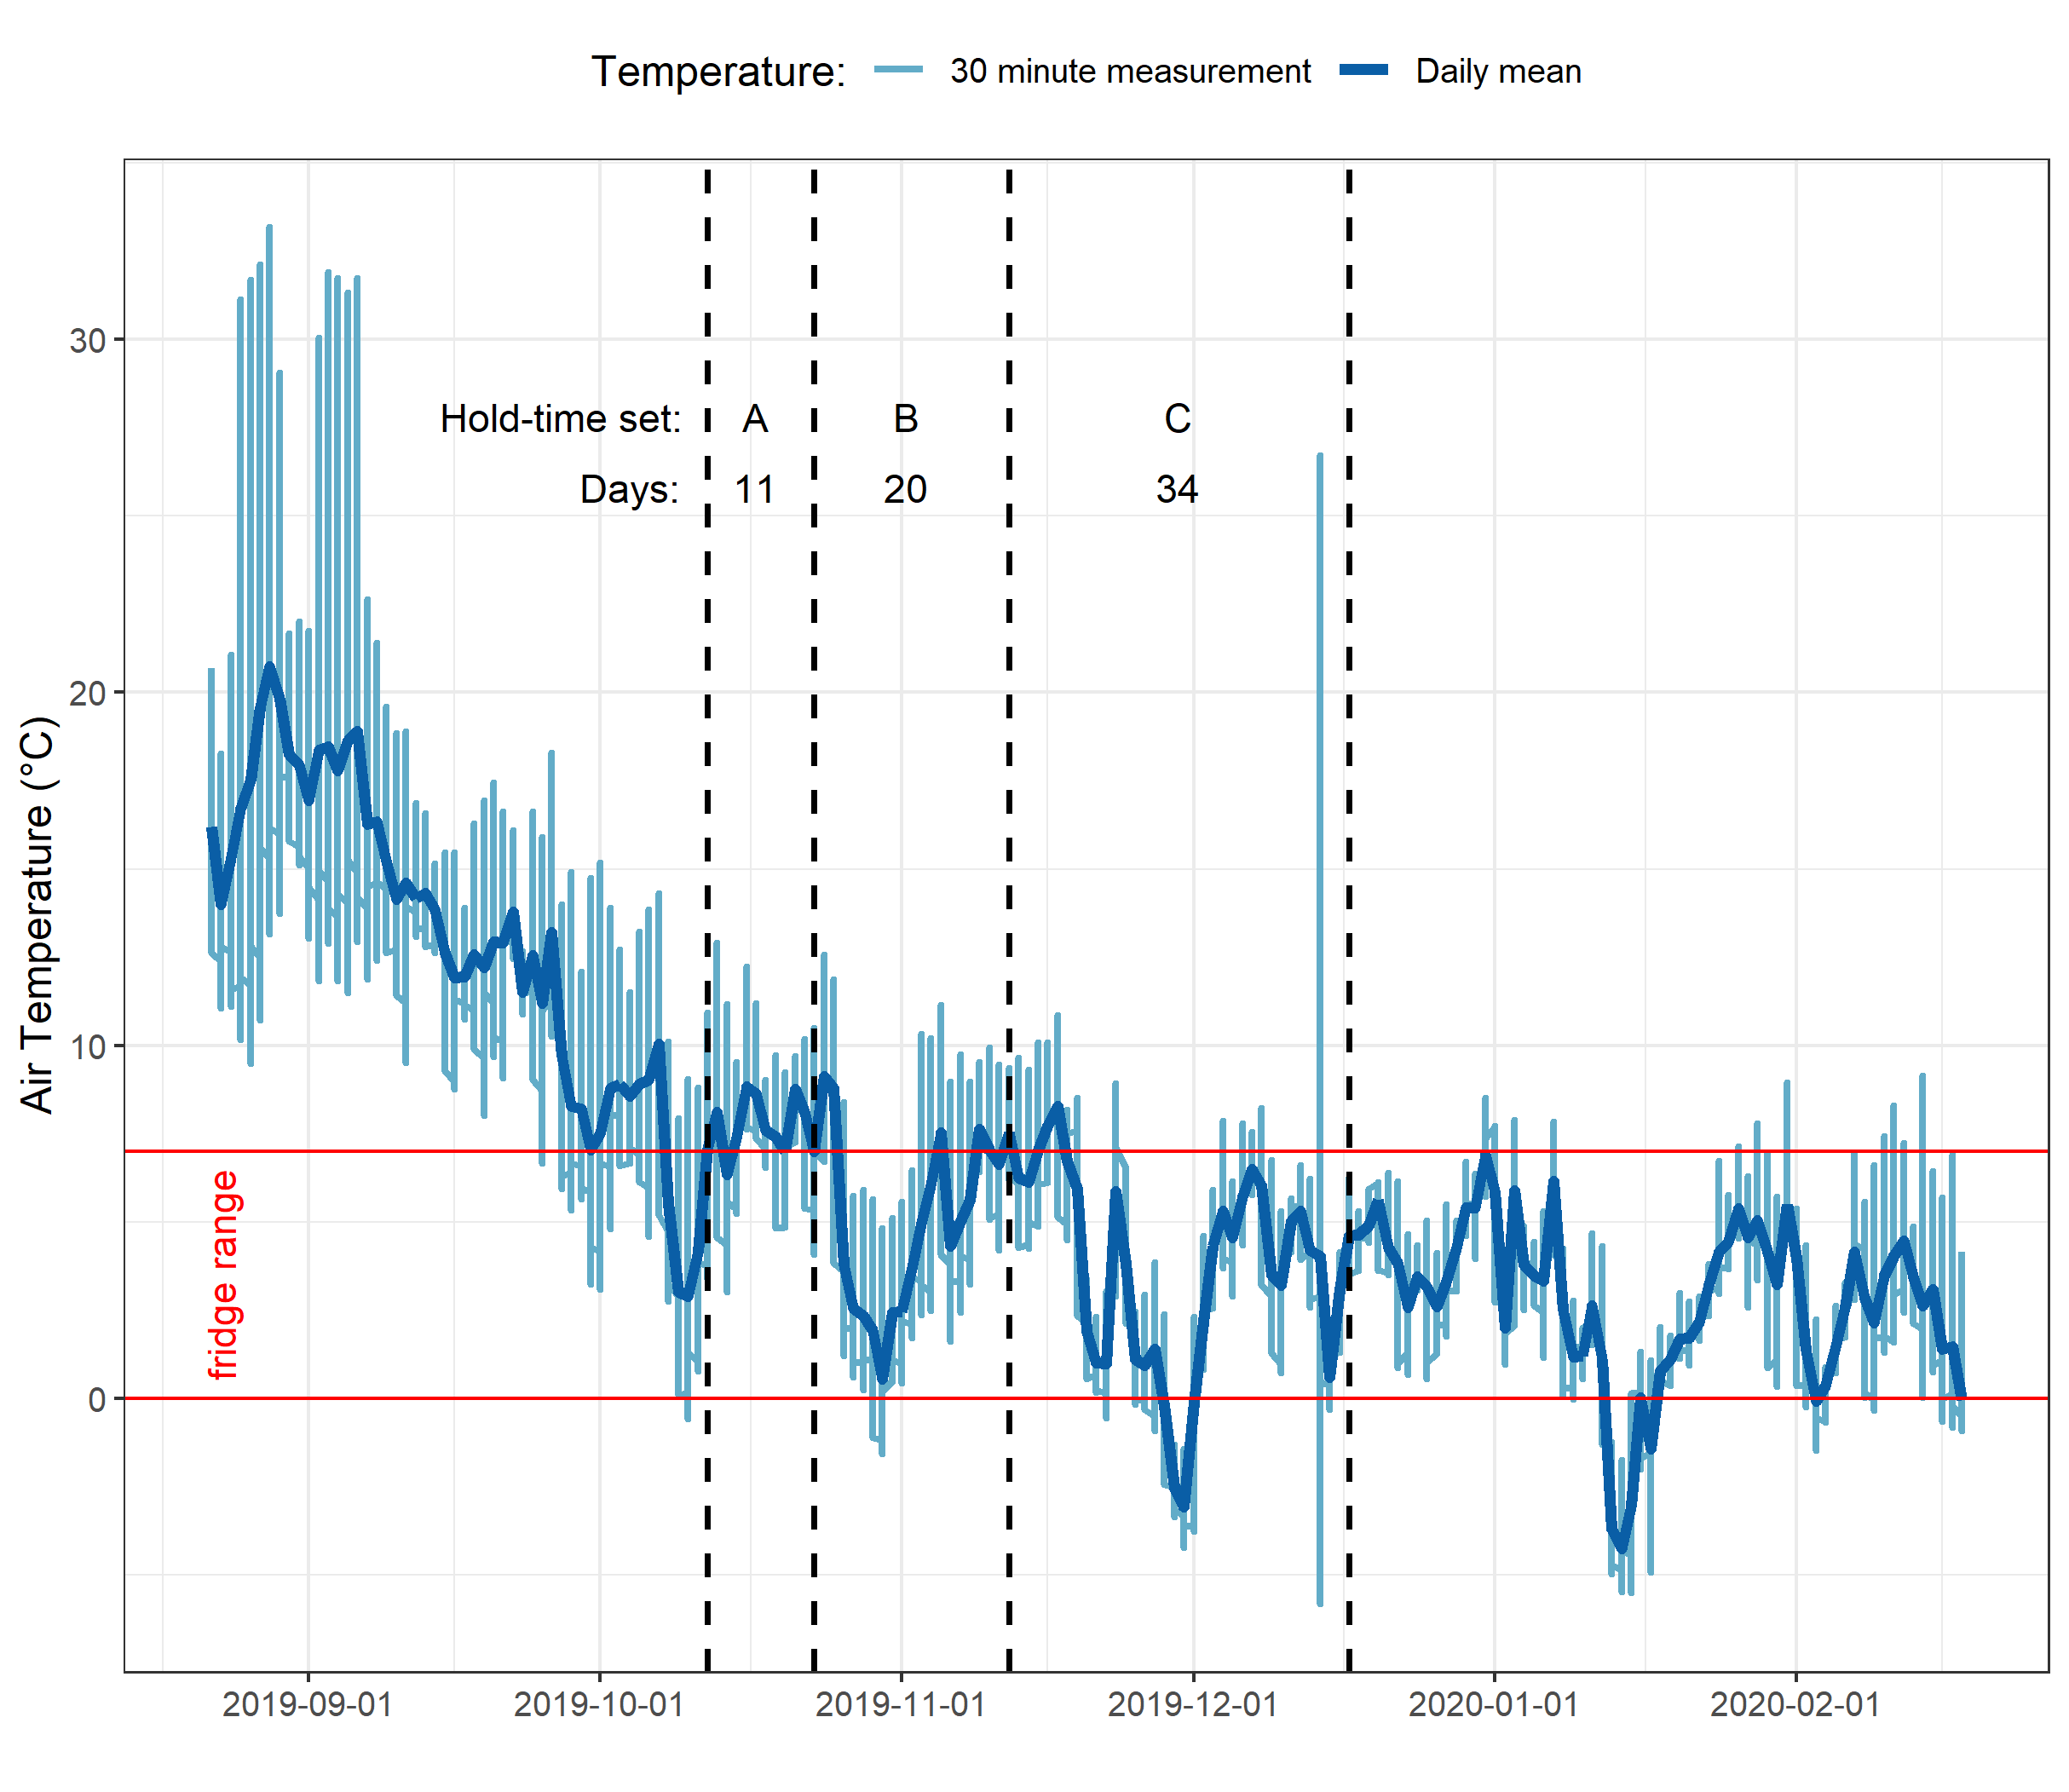 Temperature: 30 minute measurement Daily mean
30
20
10
0
Air Temperature (°C)
Hold-time set: A B C
Days: 11 20 34
fridge range
2019-09-01 2019-10-01 2019-11-01 2019-12-01 2020-01-01 2020-02-01